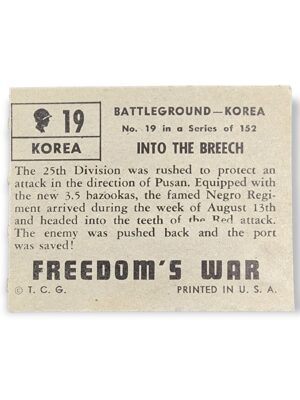 19
KOREA
BATTLEGROUND—KOREA
No. 19 in a Series of 152
INTO THE BREECH
The 25th Division was rushed to protect an
attack in the direction of Pusan. Equipped with
the new 3.5 bazookas, the famed Negro Regi-
ment arrived during the week of August 13th
and headed into the teeth of the Red attack.
The enemy was pushed back and the port
was saved!
FREEDOM'S WAR
© T. C. G.
PRINTED IN U. S. A.